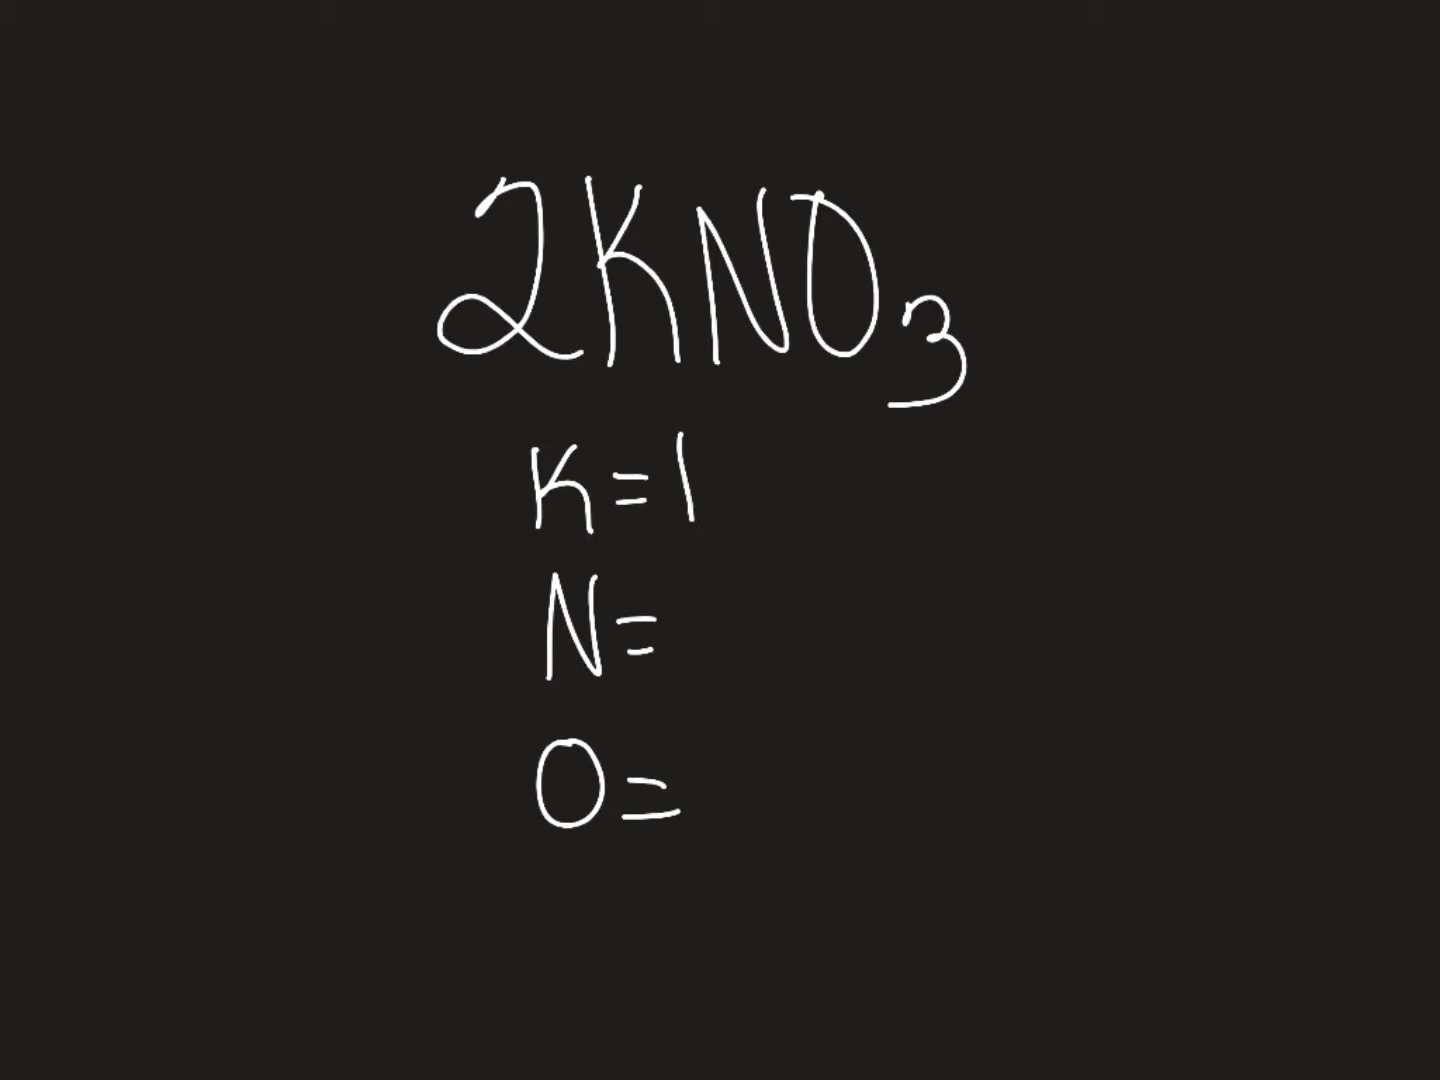 2KNO₃
K=1
N=
O=